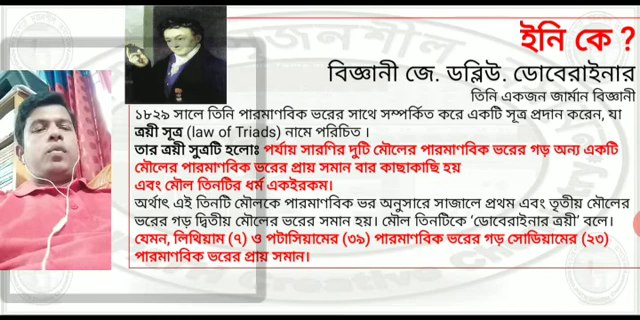 ইনি কে ?
বিজ্ঞানী জে. ডব্লিউ. ডোবেরাইনার
তিনি একজন জার্মান বিজ্ঞানী
১৮২৯ সালে তিনি পারমাণবিক ভরের সাথে সম্পর্কিত করে একটি সূত্র প্রদান করেন, যা
ত্রয়ী সূত্র (law of Triads) নামে পরিচিত ।
তার ত্রয়ী সুত্রটি হলোঃ পর্যায় সারণির দুটি মৌলের পারমাণবিক ভরের গড় অন্য একটি
মৌলের পারমাণবিক ভরের প্রায় সমান বার কাছাকাছি হয়
এবং মৌল তিনটির ধর্ম একইরকম।
অর্থাৎ এই তিনটি মৌলকে পারমাণবিক ভর অনুসারে সাজালে প্রথম এবং তৃতীয় মৌলের
ভরের গড় দ্বিতীয় মৌলের ভরের সমান হয়। মৌল তিনটিকে ‘ডোবেরাইনার ত্রয়ী’ বলে।
যেমন, লিথিয়াম (৭) ও পটাসিয়ামের (৩৯) পারমাণবিক ভরের গড় সোডিয়ামের (২৩)
পারমাণবিক ভরের প্রায় সমান।